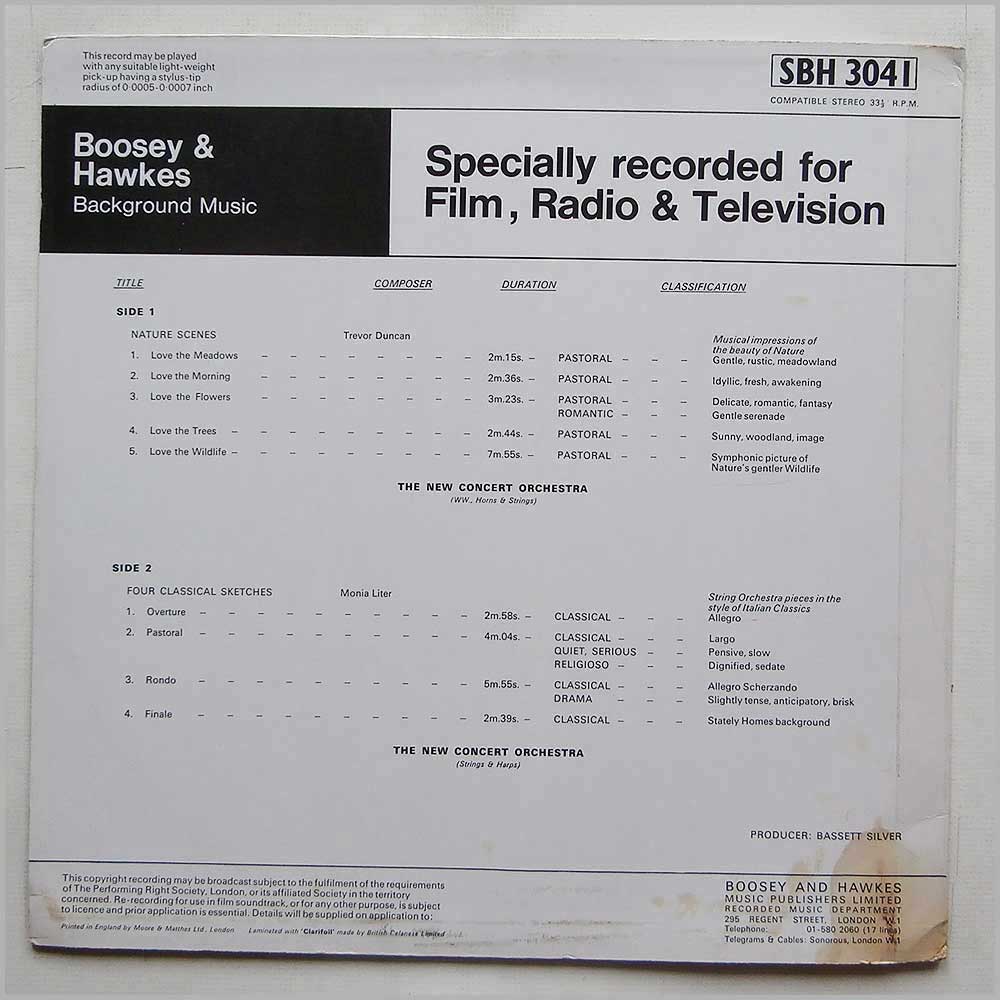 This record may be played
with any suitable light-weight
pick-up having a stylus-tip
radius of 0·0005-0·0007 inch
SBH 3041
COMPATIBLE STEREO 33⅓ R.P.M.
Boosey &
Hawkes
Background Music
Specially recorded for
Film, Radio & Television
TITLE COMPOSER DURATION CLASSIFICATION
SIDE 1
NATURE SCENES Trevor Duncan Musical impressions of
the beauty of Nature
1. Love the Meadows – – – – – – – – 2m.15s. – PASTORAL – – – Gentle, rustic, meadowland
2. Love the Morning – – – – – – – – 2m.36s. – PASTORAL – – – Idyllic, fresh, awakening
3. Love the Flowers – – – – – – – – 3m.23s. – PASTORAL – – – Delicate, romantic, fantasy
ROMANTIC – – – Gentle serenade
4. Love the Trees – – – – – – – – – 2m.44s. – PASTORAL – – – Sunny, woodland, image
5. Love the Wildlife – – – – – – – – – 7m.55s. – PASTORAL – – – Symphonic picture of
Nature's gentler Wildlife
THE NEW CONCERT ORCHESTRA
(WW., Horns & Strings)
SIDE 2
FOUR CLASSICAL SKETCHES Monia Liter String Orchestra pieces in the
style of Italian Classics
1. Overture – – – – – – – – – – 2m.58s. – CLASSICAL – – – Allegro
2. Pastoral – – – – – – – – – – 4m.04s. – CLASSICAL – – – Largo
QUIET, SERIOUS – – Pensive, slow
RELIGIOSO – – – Dignified, sedate
3. Rondo – – – – – – – – – – 5m.55s. – CLASSICAL – – – Allegro Scherzando
DRAMA – – – Slightly tense, anticipatory, brisk
4. Finale – – – – – – – – – – 2m.39s. – CLASSICAL – – – Stately Homes background
THE NEW CONCERT ORCHESTRA
(Strings & Harps)
PRODUCER: BASSETT SILVER
This copyright recording may be broadcast subject to the fulfilment of the requirements
of The Performing Right Society, London, or its affiliated Society in the territory
concerned. Re-recording for use in film soundtrack, or for any other purpose, is subject
to licence and prior application is essential. Details will be supplied on application to:
Printed in England by Moore & Matthes Ltd., London Laminated with 'Clarifoil' made by British Celanese Limited
BOOSEY AND HAWKES
MUSIC PUBLISHERS LIMITED
RECORDED MUSIC DEPARTMENT
295 REGENT STREET, LONDON W.1
Telephone: 01-580 2060 (17 lines)
Telegrams & Cables: Sonorous, London W.1